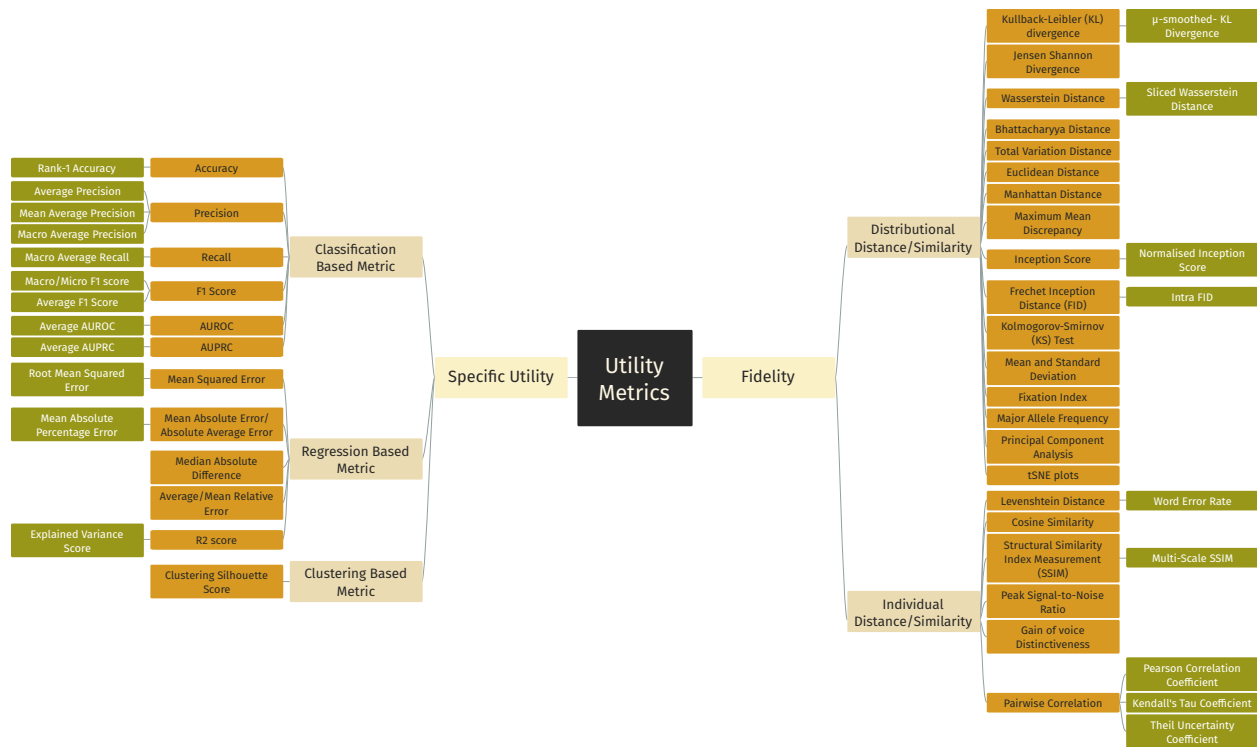 Utility
Metrics
Specific Utility
Classification
Based Metric
Accuracy
Rank-1 Accuracy
Precision
Average Precision
Mean Average Precision
Macro Average Precision
Recall
Macro Average Recall
F1 Score
Macro/Micro F1 score
Average F1 Score
AUROC
Average AUROC
AUPRC
Average AUPRC
Regression Based
Metric
Mean Squared Error
Root Mean Squared
Error
Mean Absolute Error/
Absolute Average Error
Mean Absolute
Percentage Error
Median Absolute
Difference
Average/Mean Relative
Error
R2 score
Explained Variance
Score
Clustering Based
Metric
Clustering Silhouette
Score
Fidelity
Distributional
Distance/Similarity
Kullback-Leibler (KL)
divergence
μ-smoothed- KL
Divergence
Jensen Shannon
Divergence
Wasserstein Distance
Sliced Wasserstein
Distance
Bhattacharyya Distance
Total Variation Distance
Euclidean Distance
Manhattan Distance
Maximum Mean
Discrepancy
Inception Score
Normalised Inception
Score
Frechet Inception
Distance (FID)
Intra FID
Kolmogorov-Smirnov
(KS) Test
Mean and Standard
Deviation
Fixation Index
Major Allele Frequency
Principal Component
Analysis
tSNE plots
Individual
Distance/Similarity
Levenshtein Distance
Word Error Rate
Cosine Similarity
Structural Similarity
Index Measurement
(SSIM)
Multi-Scale SSIM
Peak Signal-to-Noise
Ratio
Gain of voice
Distinctiveness
Pairwise Correlation
Pearson Correlation
Coefficient
Kendall's Tau Coefficient
Theil Uncertainty
Coefficient